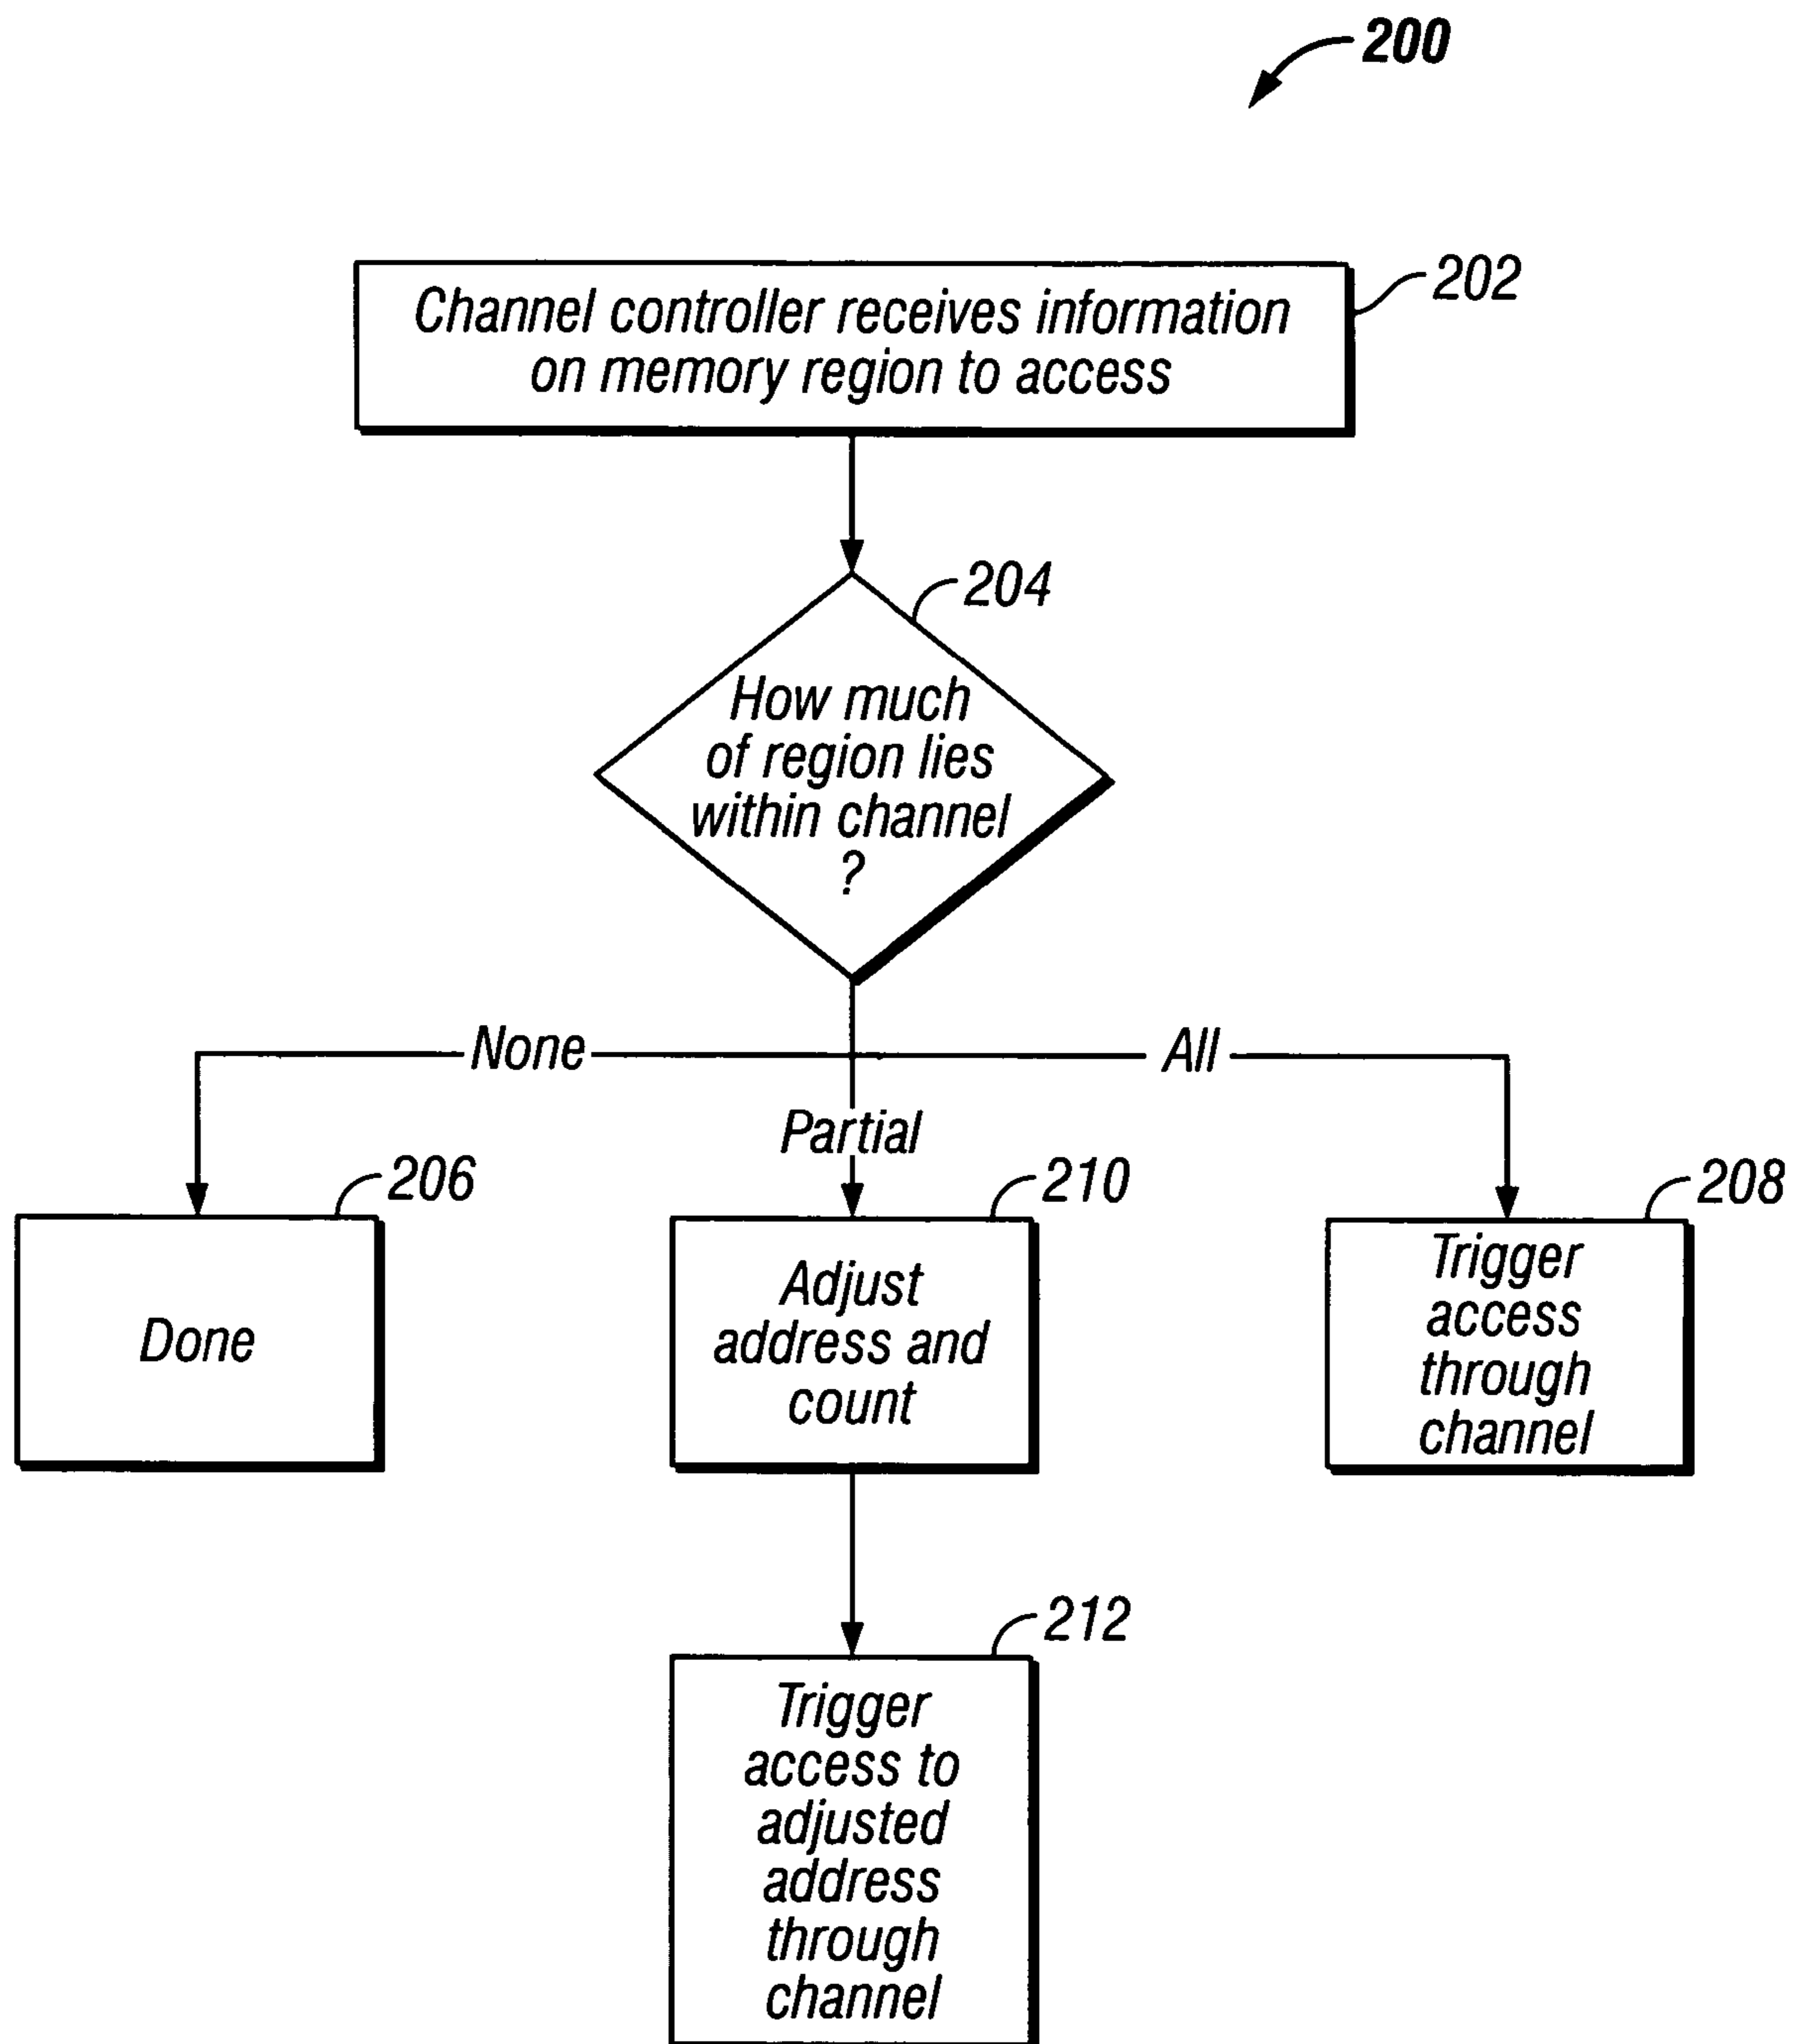 200
202
Channel controller receives information
on memory region to access
204
How much
of region lies
within channel
?
None
All
Partial
206
210
208
Done
Adjust
address and
count
Trigger
access
through
channel
212
Trigger
access to
adjusted
address
through
channel